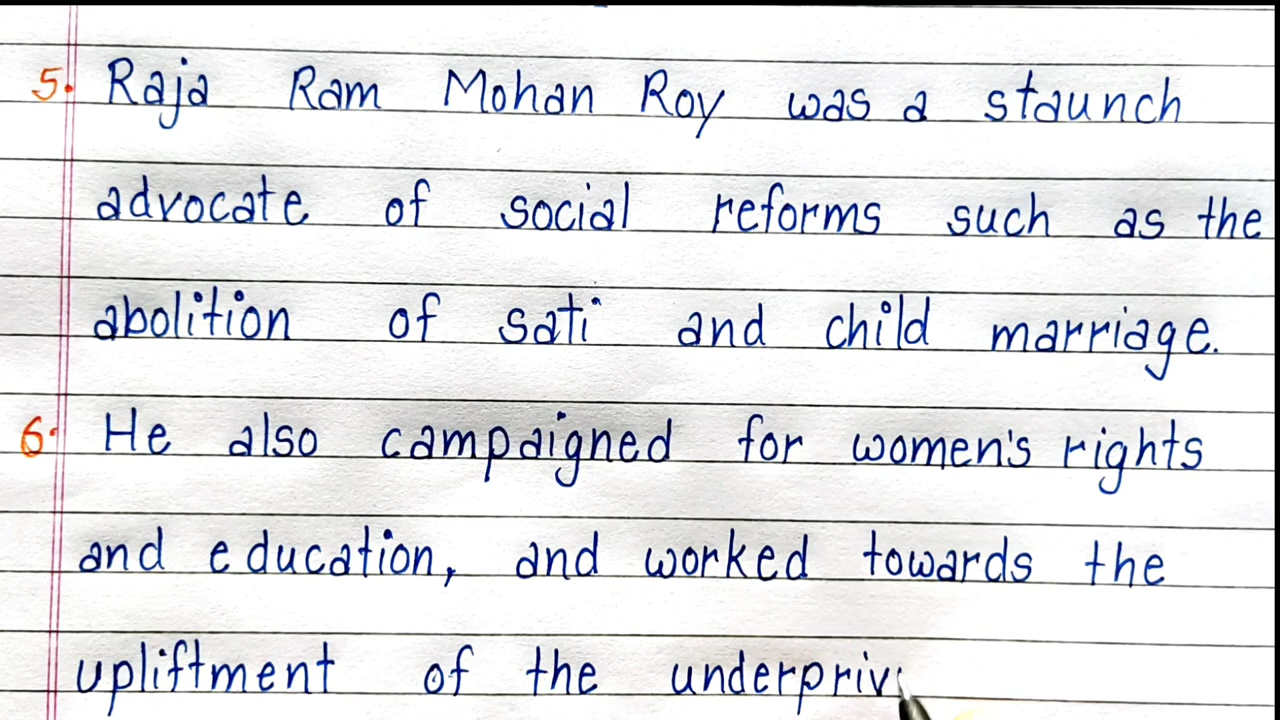 5. Raja Ram Mohan Roy was a staunch
advocate of social reforms such as the
abolition of sati and child marriage.
6. He also campaigned for women's rights
and education, and worked towards the
upliftment of the underpriv